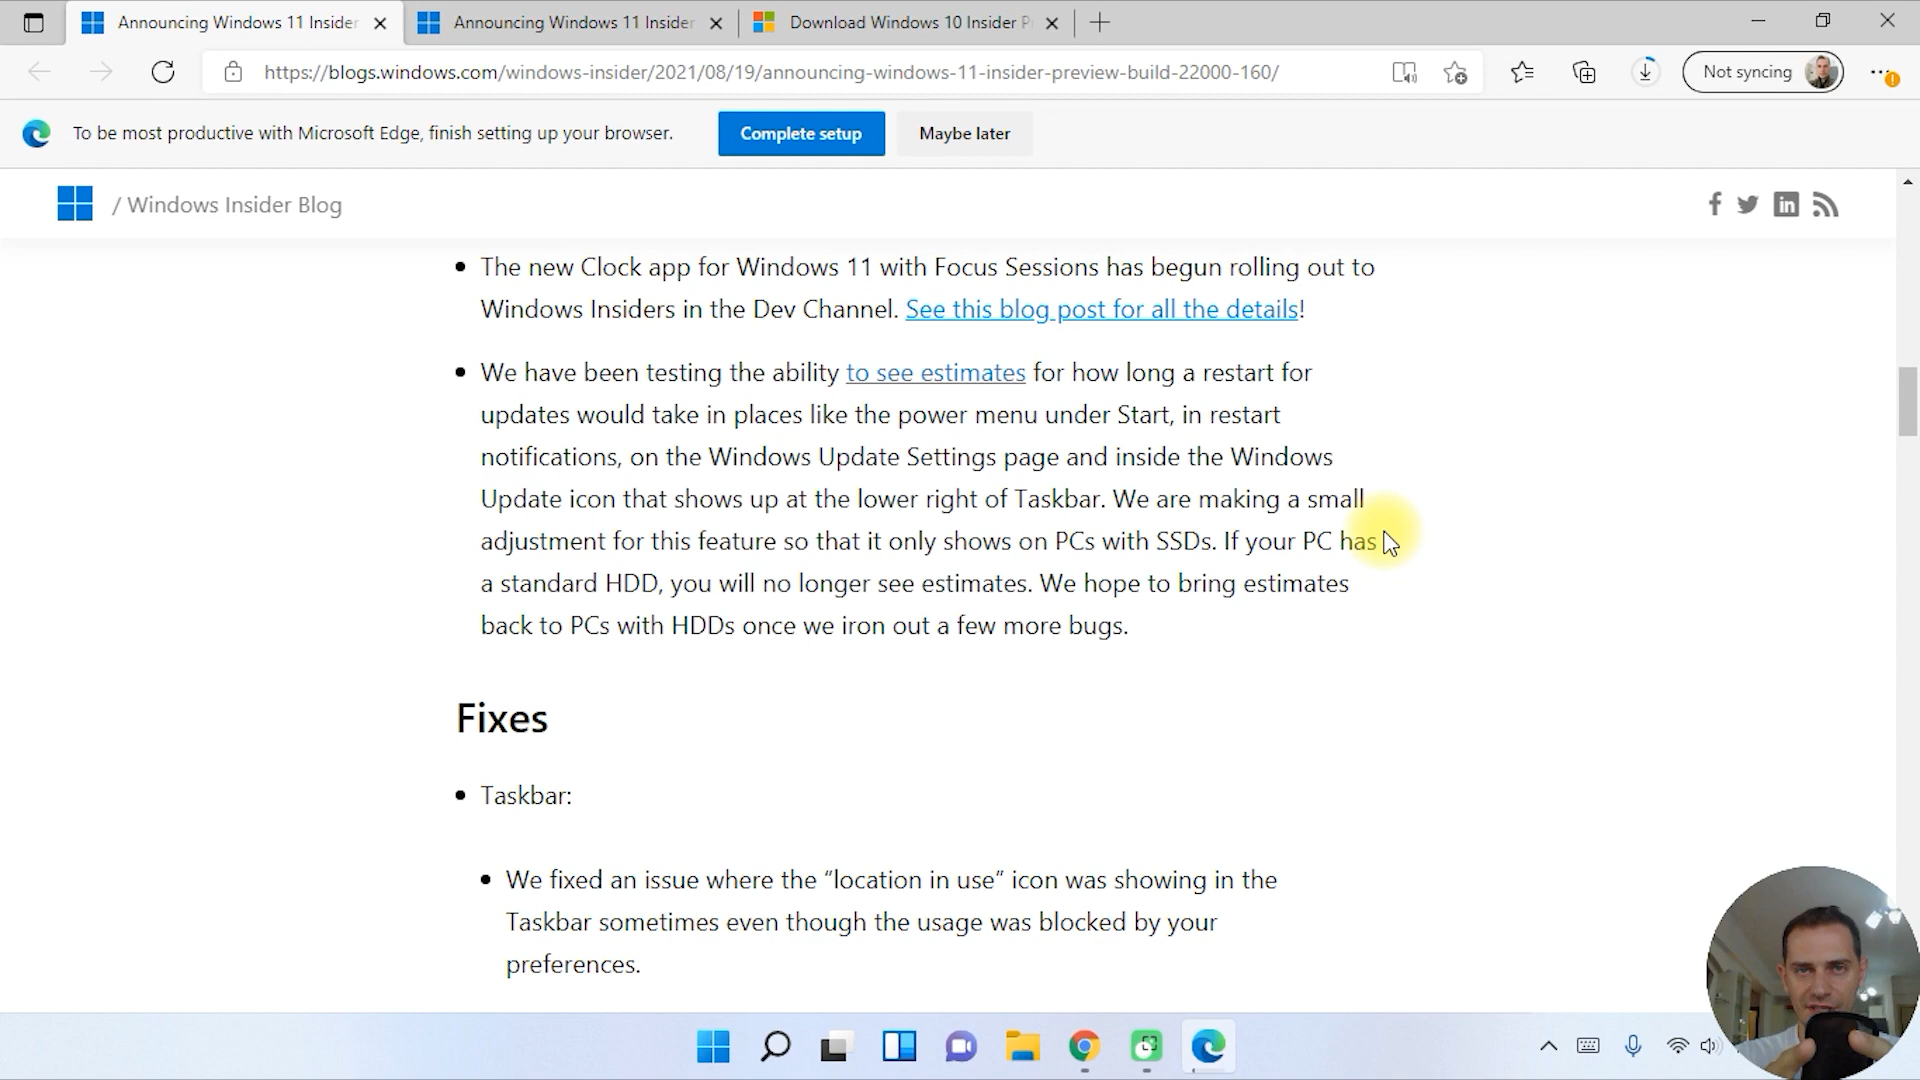 Announcing Windows 11 Insider
Announcing Windows 11 Insider
Download Windows 10 Insider P
https://blogs.windows.com/windows-insider/2021/08/19/announcing-windows-11-insider-preview-build-22000-160/
Not syncing
To be most productive with Microsoft Edge, finish setting up your browser.
Complete setup
Maybe later
/ Windows Insider Blog
• The new Clock app for Windows 11 with Focus Sessions has begun rolling out to
Windows Insiders in the Dev Channel. See this blog post for all the details!
• We have been testing the ability to see estimates for how long a restart for
updates would take in places like the power menu under Start, in restart
notifications, on the Windows Update Settings page and inside the Windows
Update icon that shows up at the lower right of Taskbar. We are making a small
adjustment for this feature so that it only shows on PCs with SSDs. If your PC has
a standard HDD, you will no longer see estimates. We hope to bring estimates
back to PCs with HDDs once we iron out a few more bugs.
Fixes
• Taskbar:
• We fixed an issue where the “location in use” icon was showing in the
Taskbar sometimes even though the usage was blocked by your
preferences.